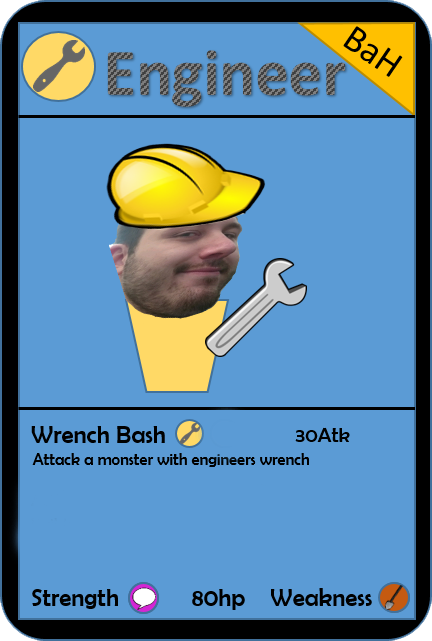 Engineer
BaH
Wrench Bash 30Atk
Attack a monster with engineers wrench
Strength 80hp Weakness